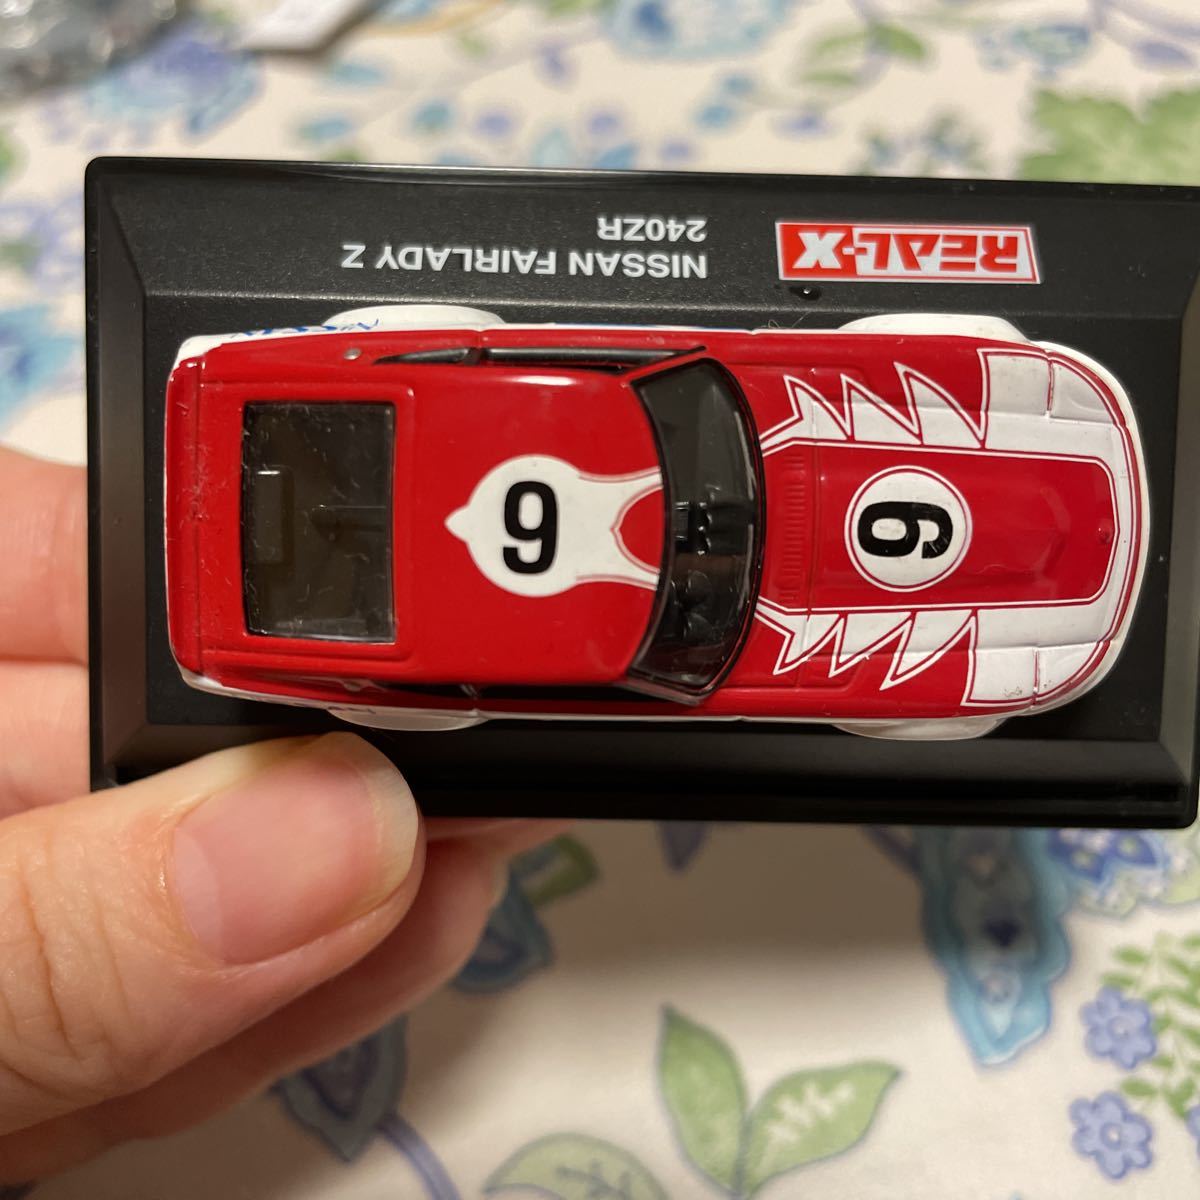 REAL-X
NISSAN FAIRLADY Z
240ZR
6
6